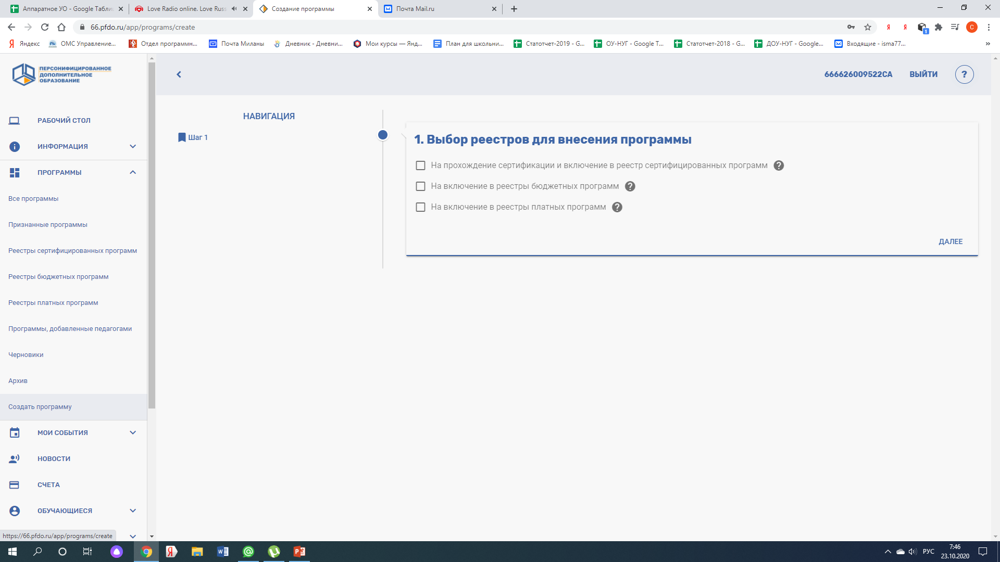 Аппаратное УО - Google Табли
Love Radio online. Love Russ
Создание программы
Почта Mail.ru
66.pfdo.ru/app/programs/create
Яндекс
ОМС Управление...
Отдел программн...
Почта Миланы
Дневник - Дневни...
Мои курсы — Янд...
План для школьни...
Статотчет-2019 - G...
ОУ-НУГ - Google Т...
Статотчет-2018 - G...
ДОУ-НУГ - Google...
Входящие - isma77...
ПЕРСОНИФИЦИРОВАННОЕ
ДОПОЛНИТЕЛЬНОЕ
ОБРАЗОВАНИЕ
666626009522СА
ВЫЙТИ
?
РАБОЧИЙ СТОЛ
ИНФОРМАЦИЯ
ПРОГРАММЫ
Все программы
Признанные программы
Реестры сертифицированных программ
Реестры бюджетных программ
Реестры платных программ
Программы, добавленные педагогами
Черновики
Архив
Создать программу
МОИ СОБЫТИЯ
НОВОСТИ
СЧЕТА
ОБУЧАЮЩИЕСЯ
НАВИГАЦИЯ
Шаг 1
1. Выбор реестров для внесения программы
На прохождение сертификации и включение в реестр сертифицированных программ ?
На включение в реестры бюджетных программ ?
На включение в реестры платных программ ?
ДАЛЕЕ
https://66.pfdo.ru/app/programs/create
РУС
7:46
23.10.2020